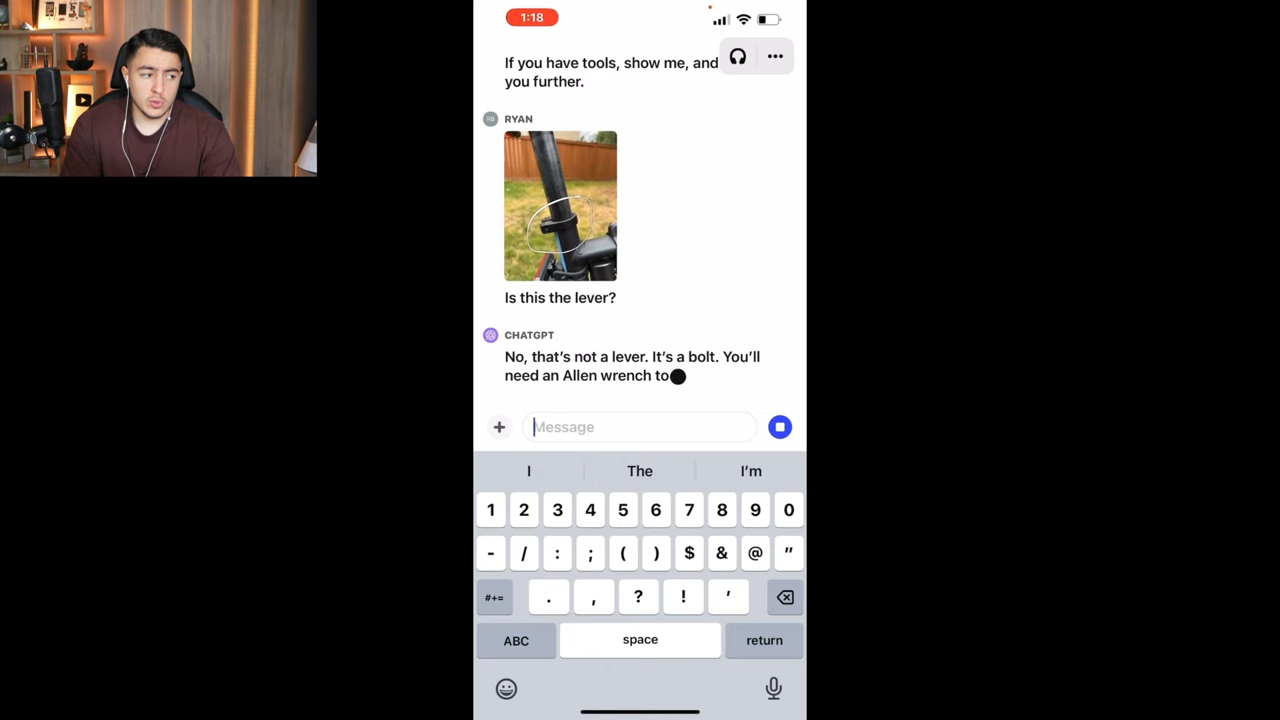 1:18
If you have tools, show me, and
you further.
RB RYAN
Is this the lever?
CHATGPT
No, that’s not a lever. It’s a bolt. You’ll
need an Allen wrench to
Message
I The I’m
1 2 3 4 5 6 7 8 9 0
- / : ; ( ) $ & @ "
#+= . , ? ! ’
ABC space return